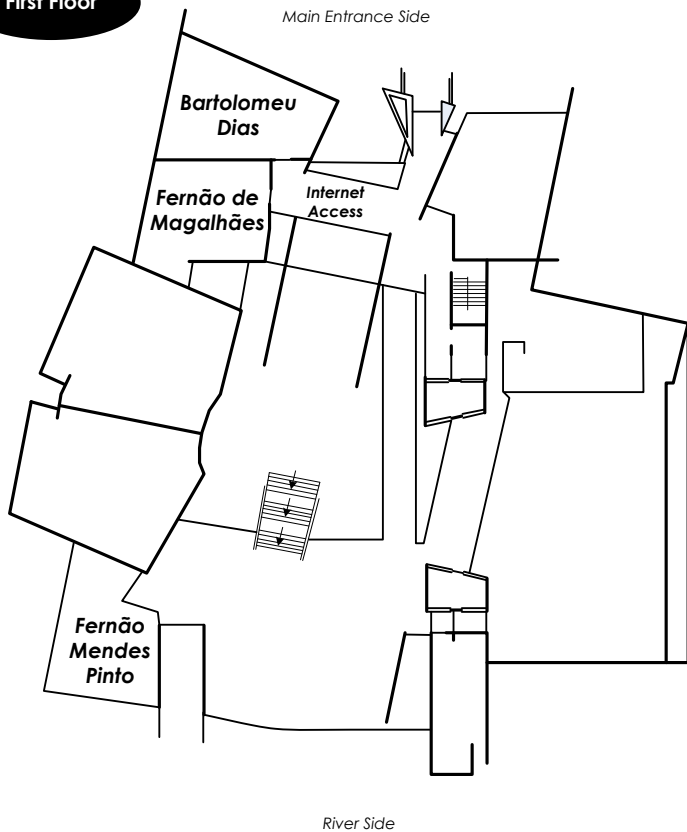 First Floor
Main Entrance Side
Bartolomeu
Dias
Fernão de
Magalhães
Internet
Access
Fernão
Mendes
Pinto
River Side